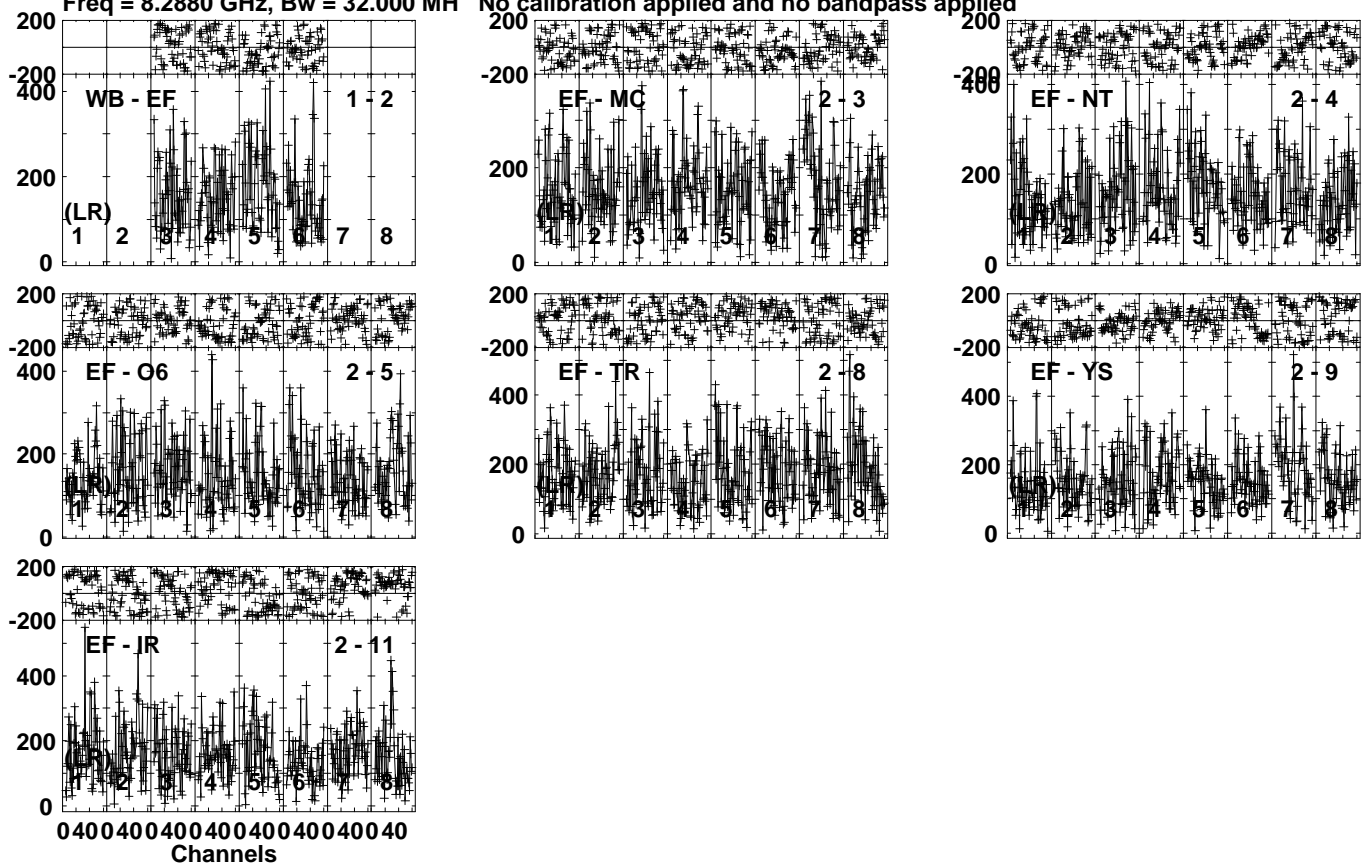 Freq = 8.2880 GHz, Bw = 32.000 MH No calibration applied and no bandpass applied
200
-200
400
200
0
WB - EF 1 - 2
(LR)
1 2 3 4 5 6 7 8
200
-200
400
200
0
EF - MC 2 - 3
(LR)
1 2 3 4 5 6 7 8
200
-200
400
200
0
EF - NT 2 - 4
(LR)
1 2 3 4 5 6 7 8
200
-200
400
200
0
EF - O6 2 - 5
(LR)
1 2 3 4 5 6 7 8
200
-200
400
200
0
EF - TR 2 - 8
(LR)
1 2 3 4 5 6 7 8
200
-200
400
200
0
EF - YS 2 - 9
(LR)
1 2 3 4 5 6 7 8
200
-200
400
200
0
EF - IR 2 - 11
(LR)
1 2 3 4 5 6 7 8
0 40 0 40 0 40 0 40 0 40 0 40 0 40 0 40
Channels